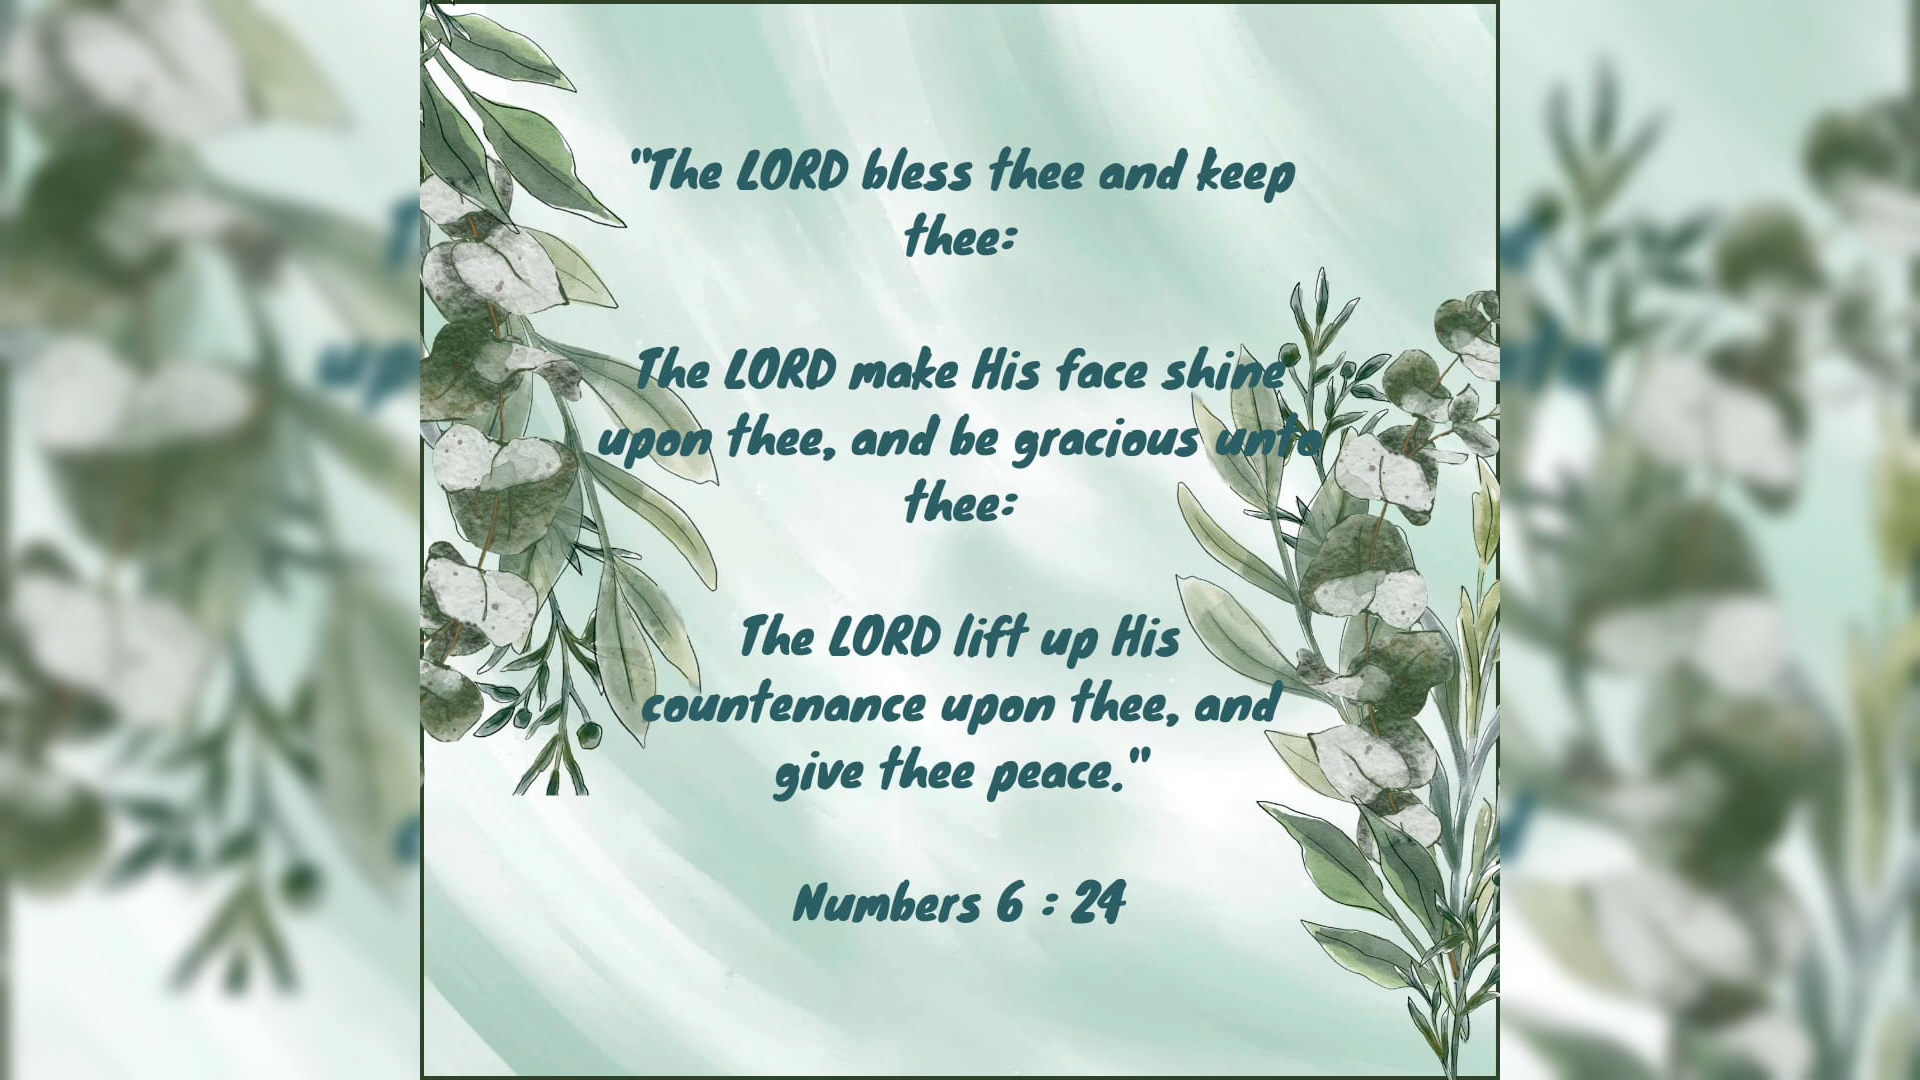 "The LORD bless thee and keep
thee:
The LORD make His face shine
upon thee, and be gracious unto
thee:
The LORD lift up His
countenance upon thee, and
give thee peace."
Numbers 6 : 24